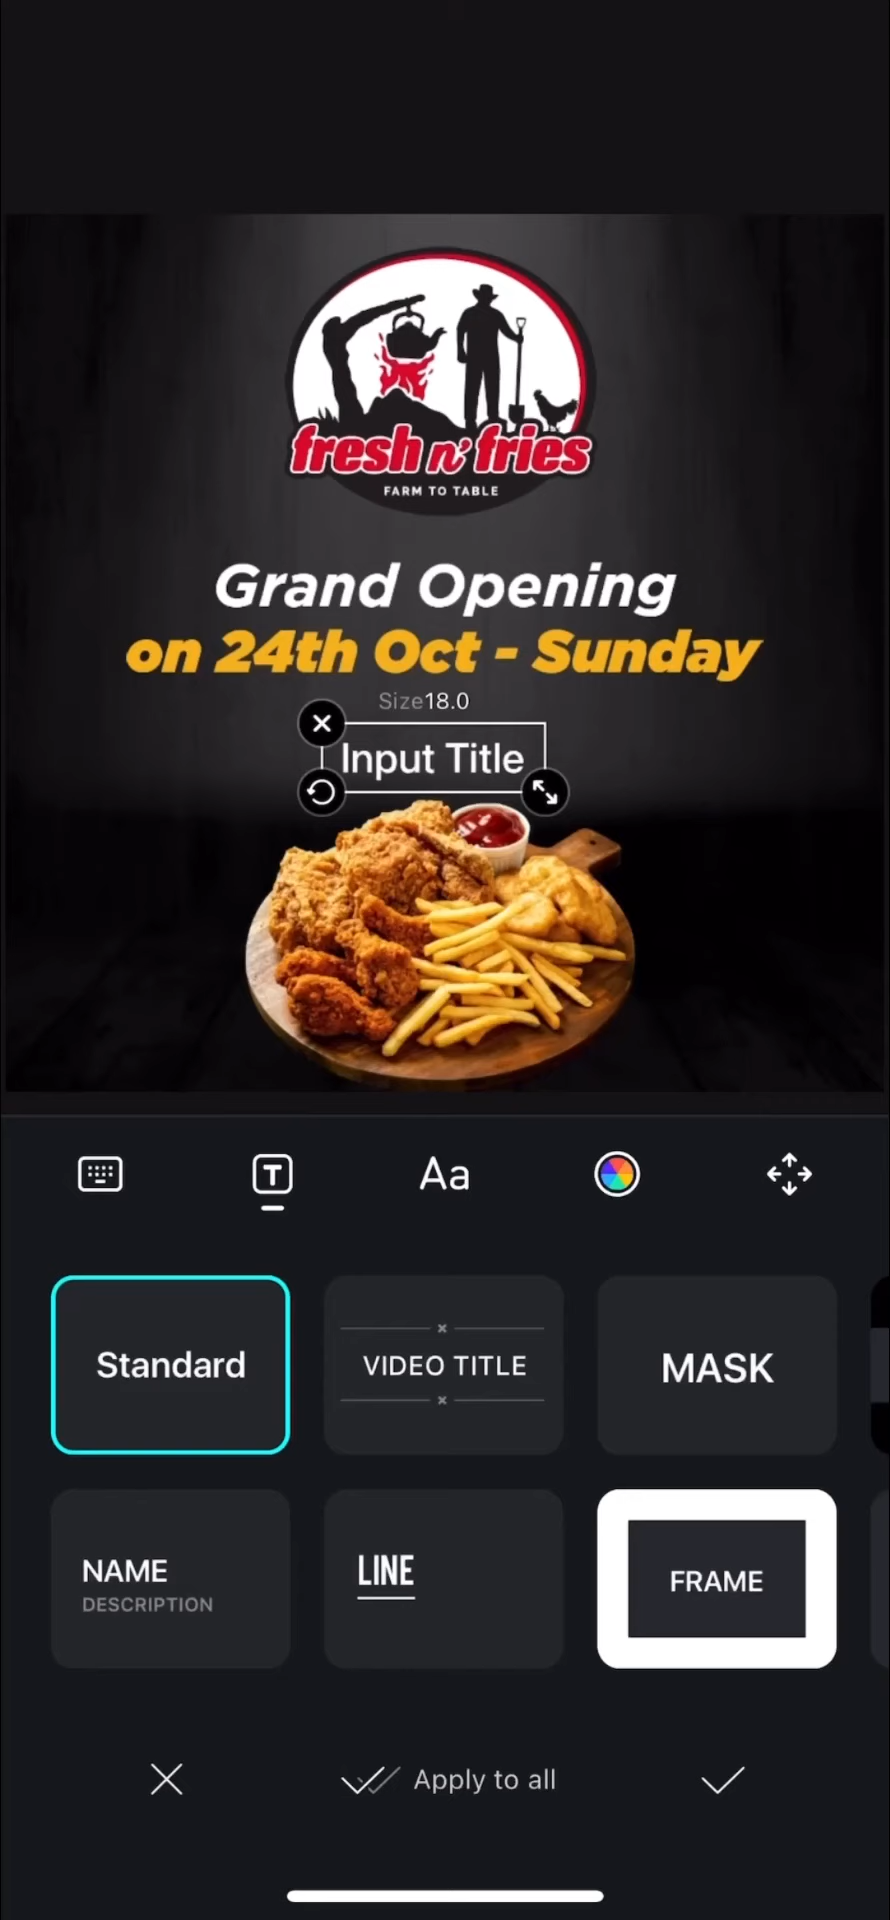 fresh n' fries
FARM TO TABLE
Grand Opening
on 24th Oct - Sunday
Size18.0
Input Title
T
Aa
Standard
VIDEO TITLE
MASK
NAME
DESCRIPTION
LINE
FRAME
Apply to all